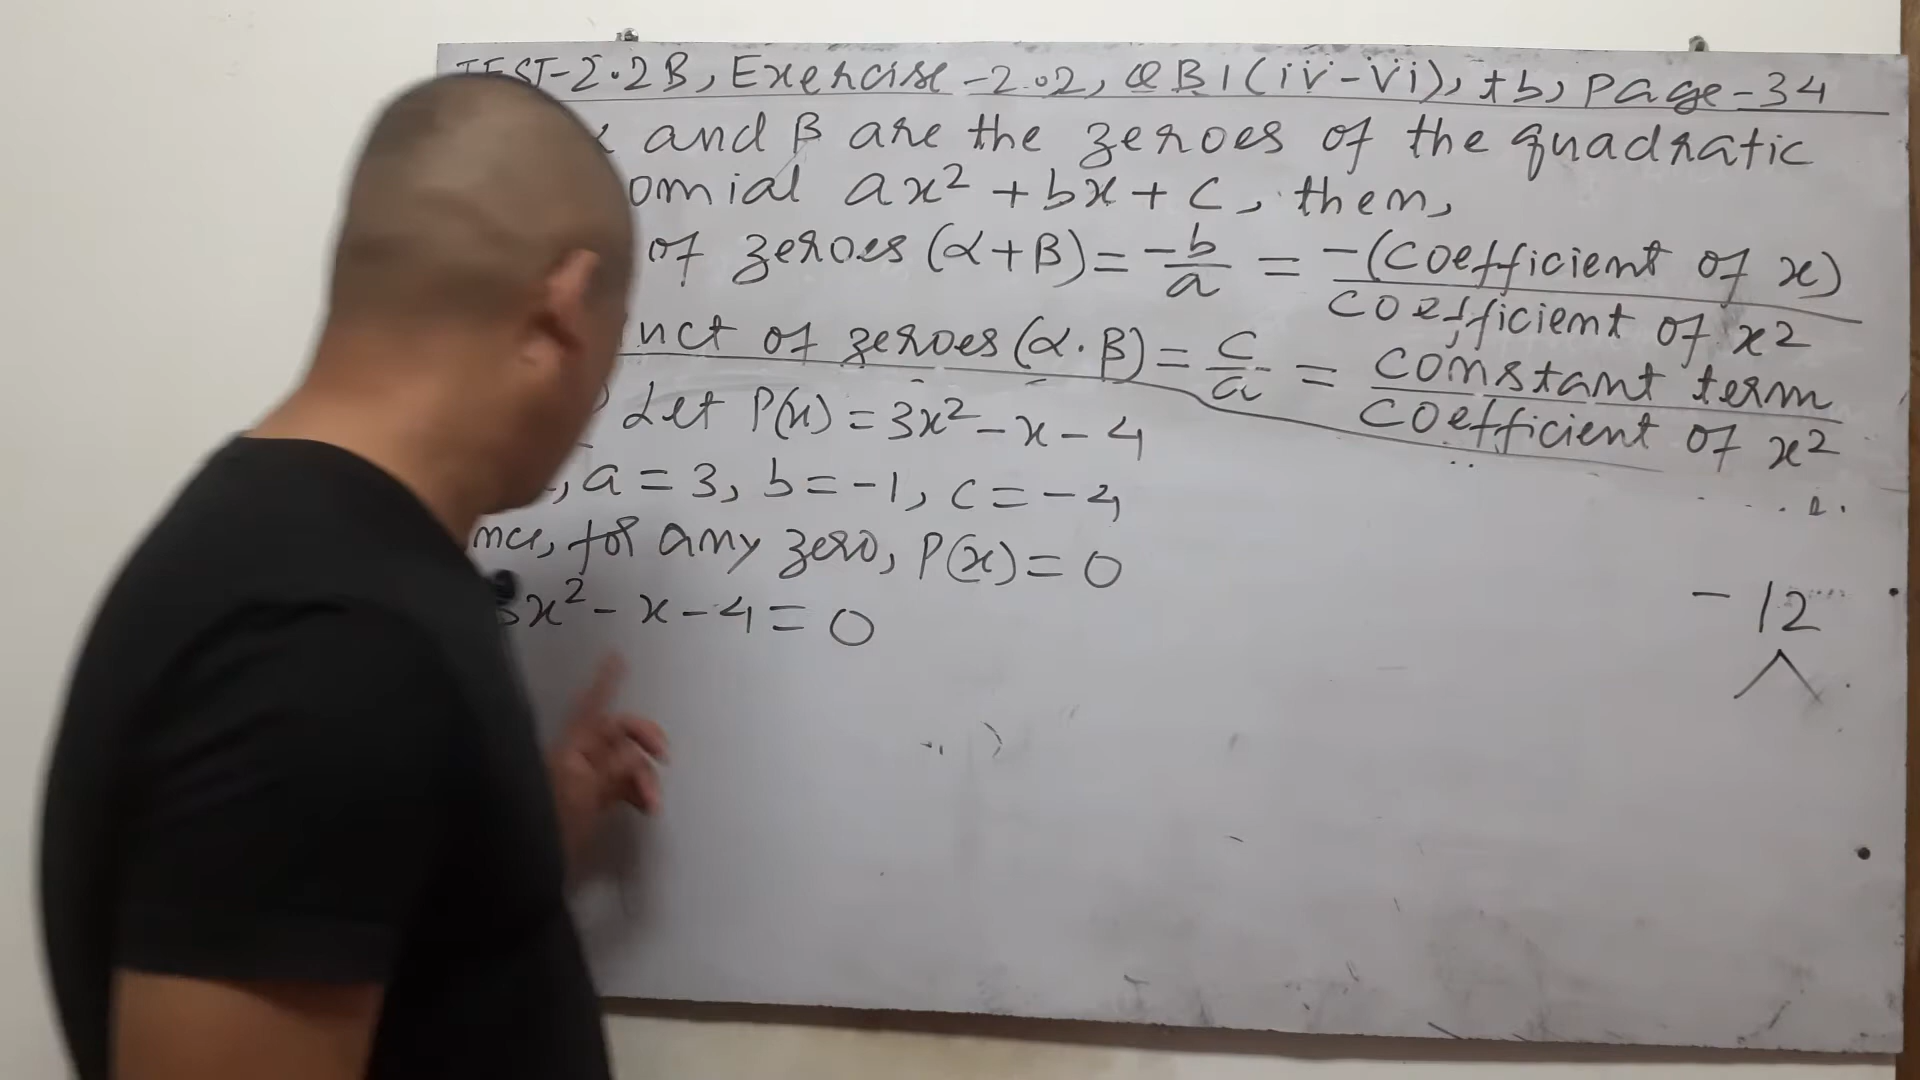 TEST-2.2B, Exercise-2.02, QB1(iv-vi), tb, Page-34
and β are the zeroes of the quadratic
omial ax² + bx + c, then,
of zeroes (α+β) = -b/a = -(coefficient of x)/coefficient of x²
uct of zeroes (α.β) = c/a = constant term/coefficient of x²
Let P(x) = 3x² - x - 4
, a = 3, b = -1, c = -4
nce, for any zero, P(x) = 0
3x² - x - 4 = 0
- 12